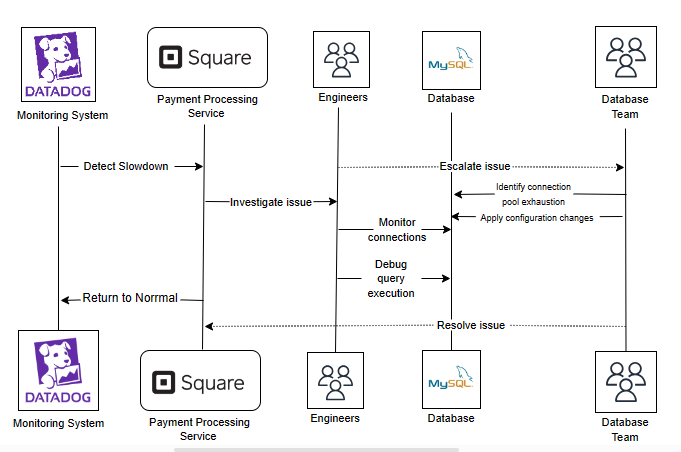 DATADOG
Monitoring System
Square
Payment Processing
Service
Engineers
MySQL
Database
Database
Team
Detect Slowdown
Escalate issue
Identify connection
pool exhaustion
Investigate issue
Apply configuration changes
Monitor
connections
Debug
query
execution
Return to Norrmal
Resolve issue
DATADOG
Monitoring System
Square
Payment Processing
Service
Engineers
MySQL
Database
Database
Team